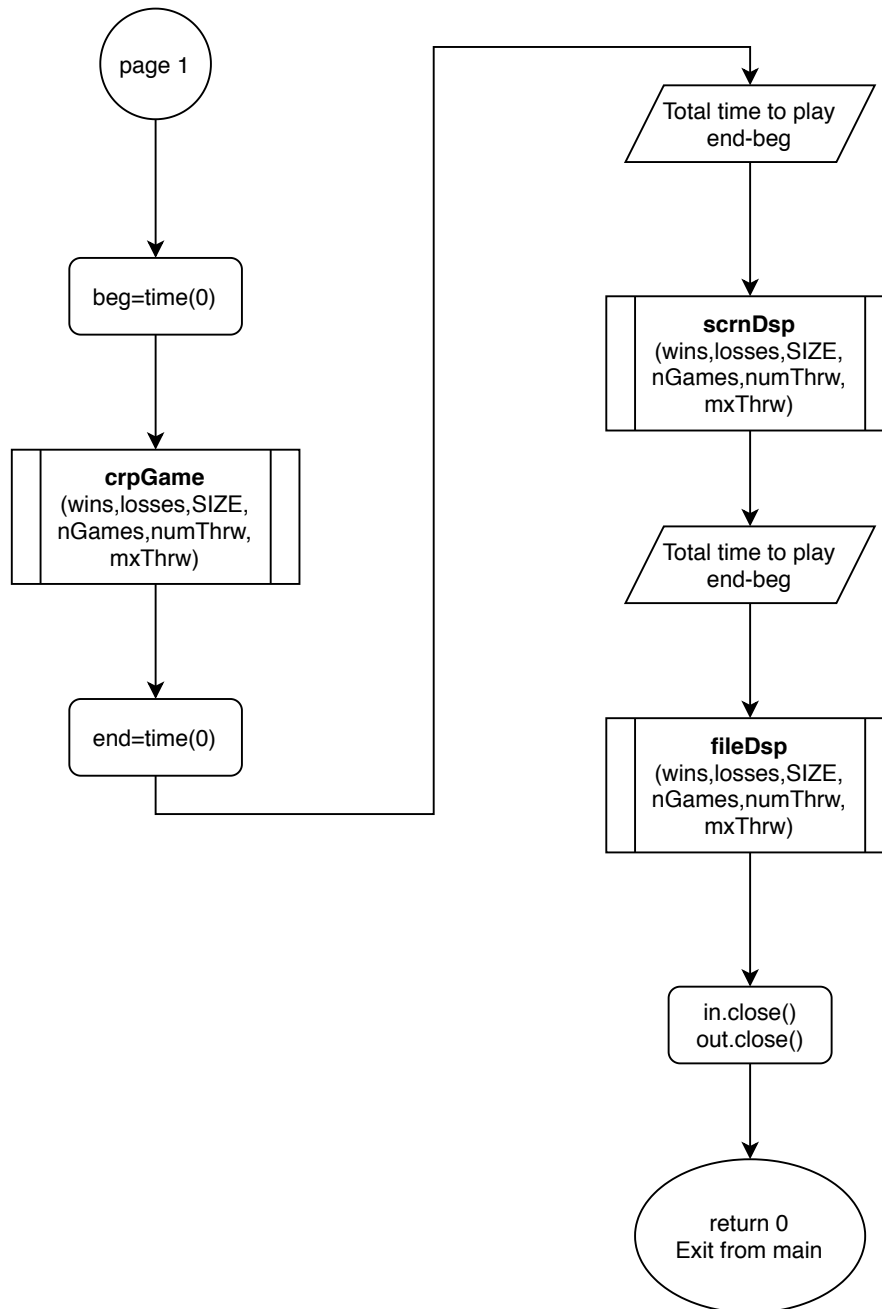 page 1
beg=time(0)
crpGame
(wins,losses,SIZE,
nGames,numThrw,
mxThrw)
end=time(0)
Total time to play
end-beg
scrnDsp
(wins,losses,SIZE,
nGames,numThrw,
mxThrw)
Total time to play
end-beg
fileDsp
(wins,losses,SIZE,
nGames,numThrw,
mxThrw)
in.close()
out.close()
return 0
Exit from main